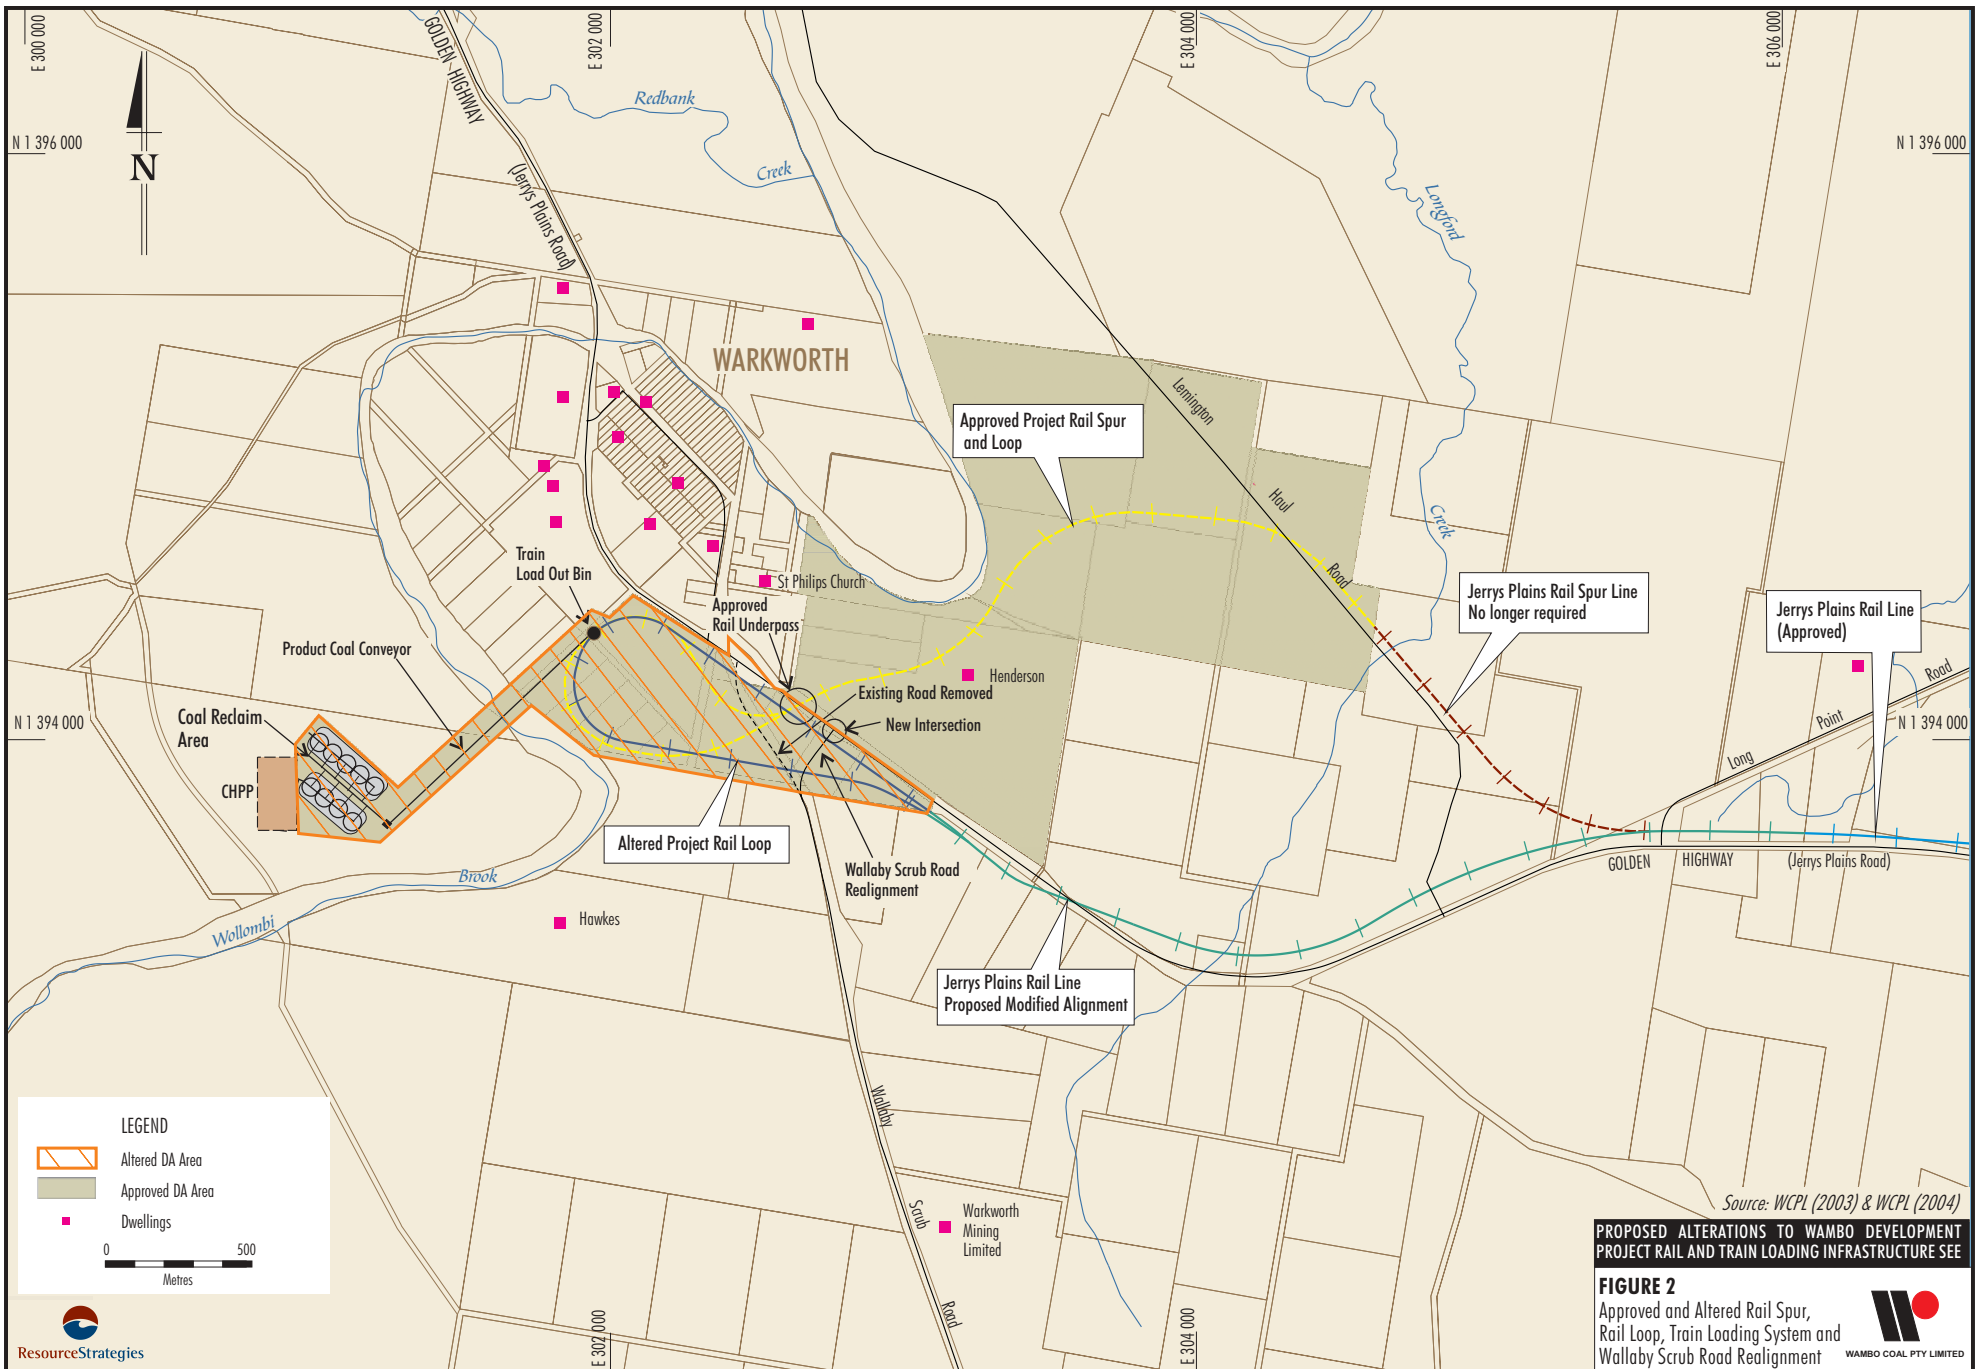 E 300 000
E 302 000
E 304 000
E 306 000
GOLDEN HIGHWAY
(Jerrys Plains Road)
Redbank
Creek
N 1 396 000
N 1 396 000
N
Longford
Creek
WARKWORTH
Lemington
Haul
Road
Approved Project Rail Spur
and Loop
Train
Load Out Bin
St Philips Church
Approved
Rail Underpass
Jerrys Plains Rail Spur Line
No longer required
Jerrys Plains Rail Line
(Approved)
Product Coal Conveyor
Henderson
Existing Road Removed
New Intersection
Coal Reclaim
Area
N 1 394 000
N 1 394 000
Long
Point
Road
CHPP
Altered Project Rail Loop
Wallaby Scrub Road
Realignment
GOLDEN
HIGHWAY
(Jerrys Plains Road)
Wollombi
Brook
Hawkes
Jerrys Plains Rail Line
Proposed Modified Alignment
Wallaby
Scrub
Road
Warkworth
Mining
Limited
LEGEND
Altered DA Area
Approved DA Area
Dwellings
0
500
Metres
ResourceStrategies
E 302 000
E 304 000
Source: WCPL (2003) & WCPL (2004)
PROPOSED ALTERATIONS TO WAMBO DEVELOPMENT
PROJECT RAIL AND TRAIN LOADING INFRASTRUCTURE SEE
FIGURE 2
Approved and Altered Rail Spur,
Rail Loop, Train Loading System and
Wallaby Scrub Road Realignment
WAMBO COAL PTY LIMITED